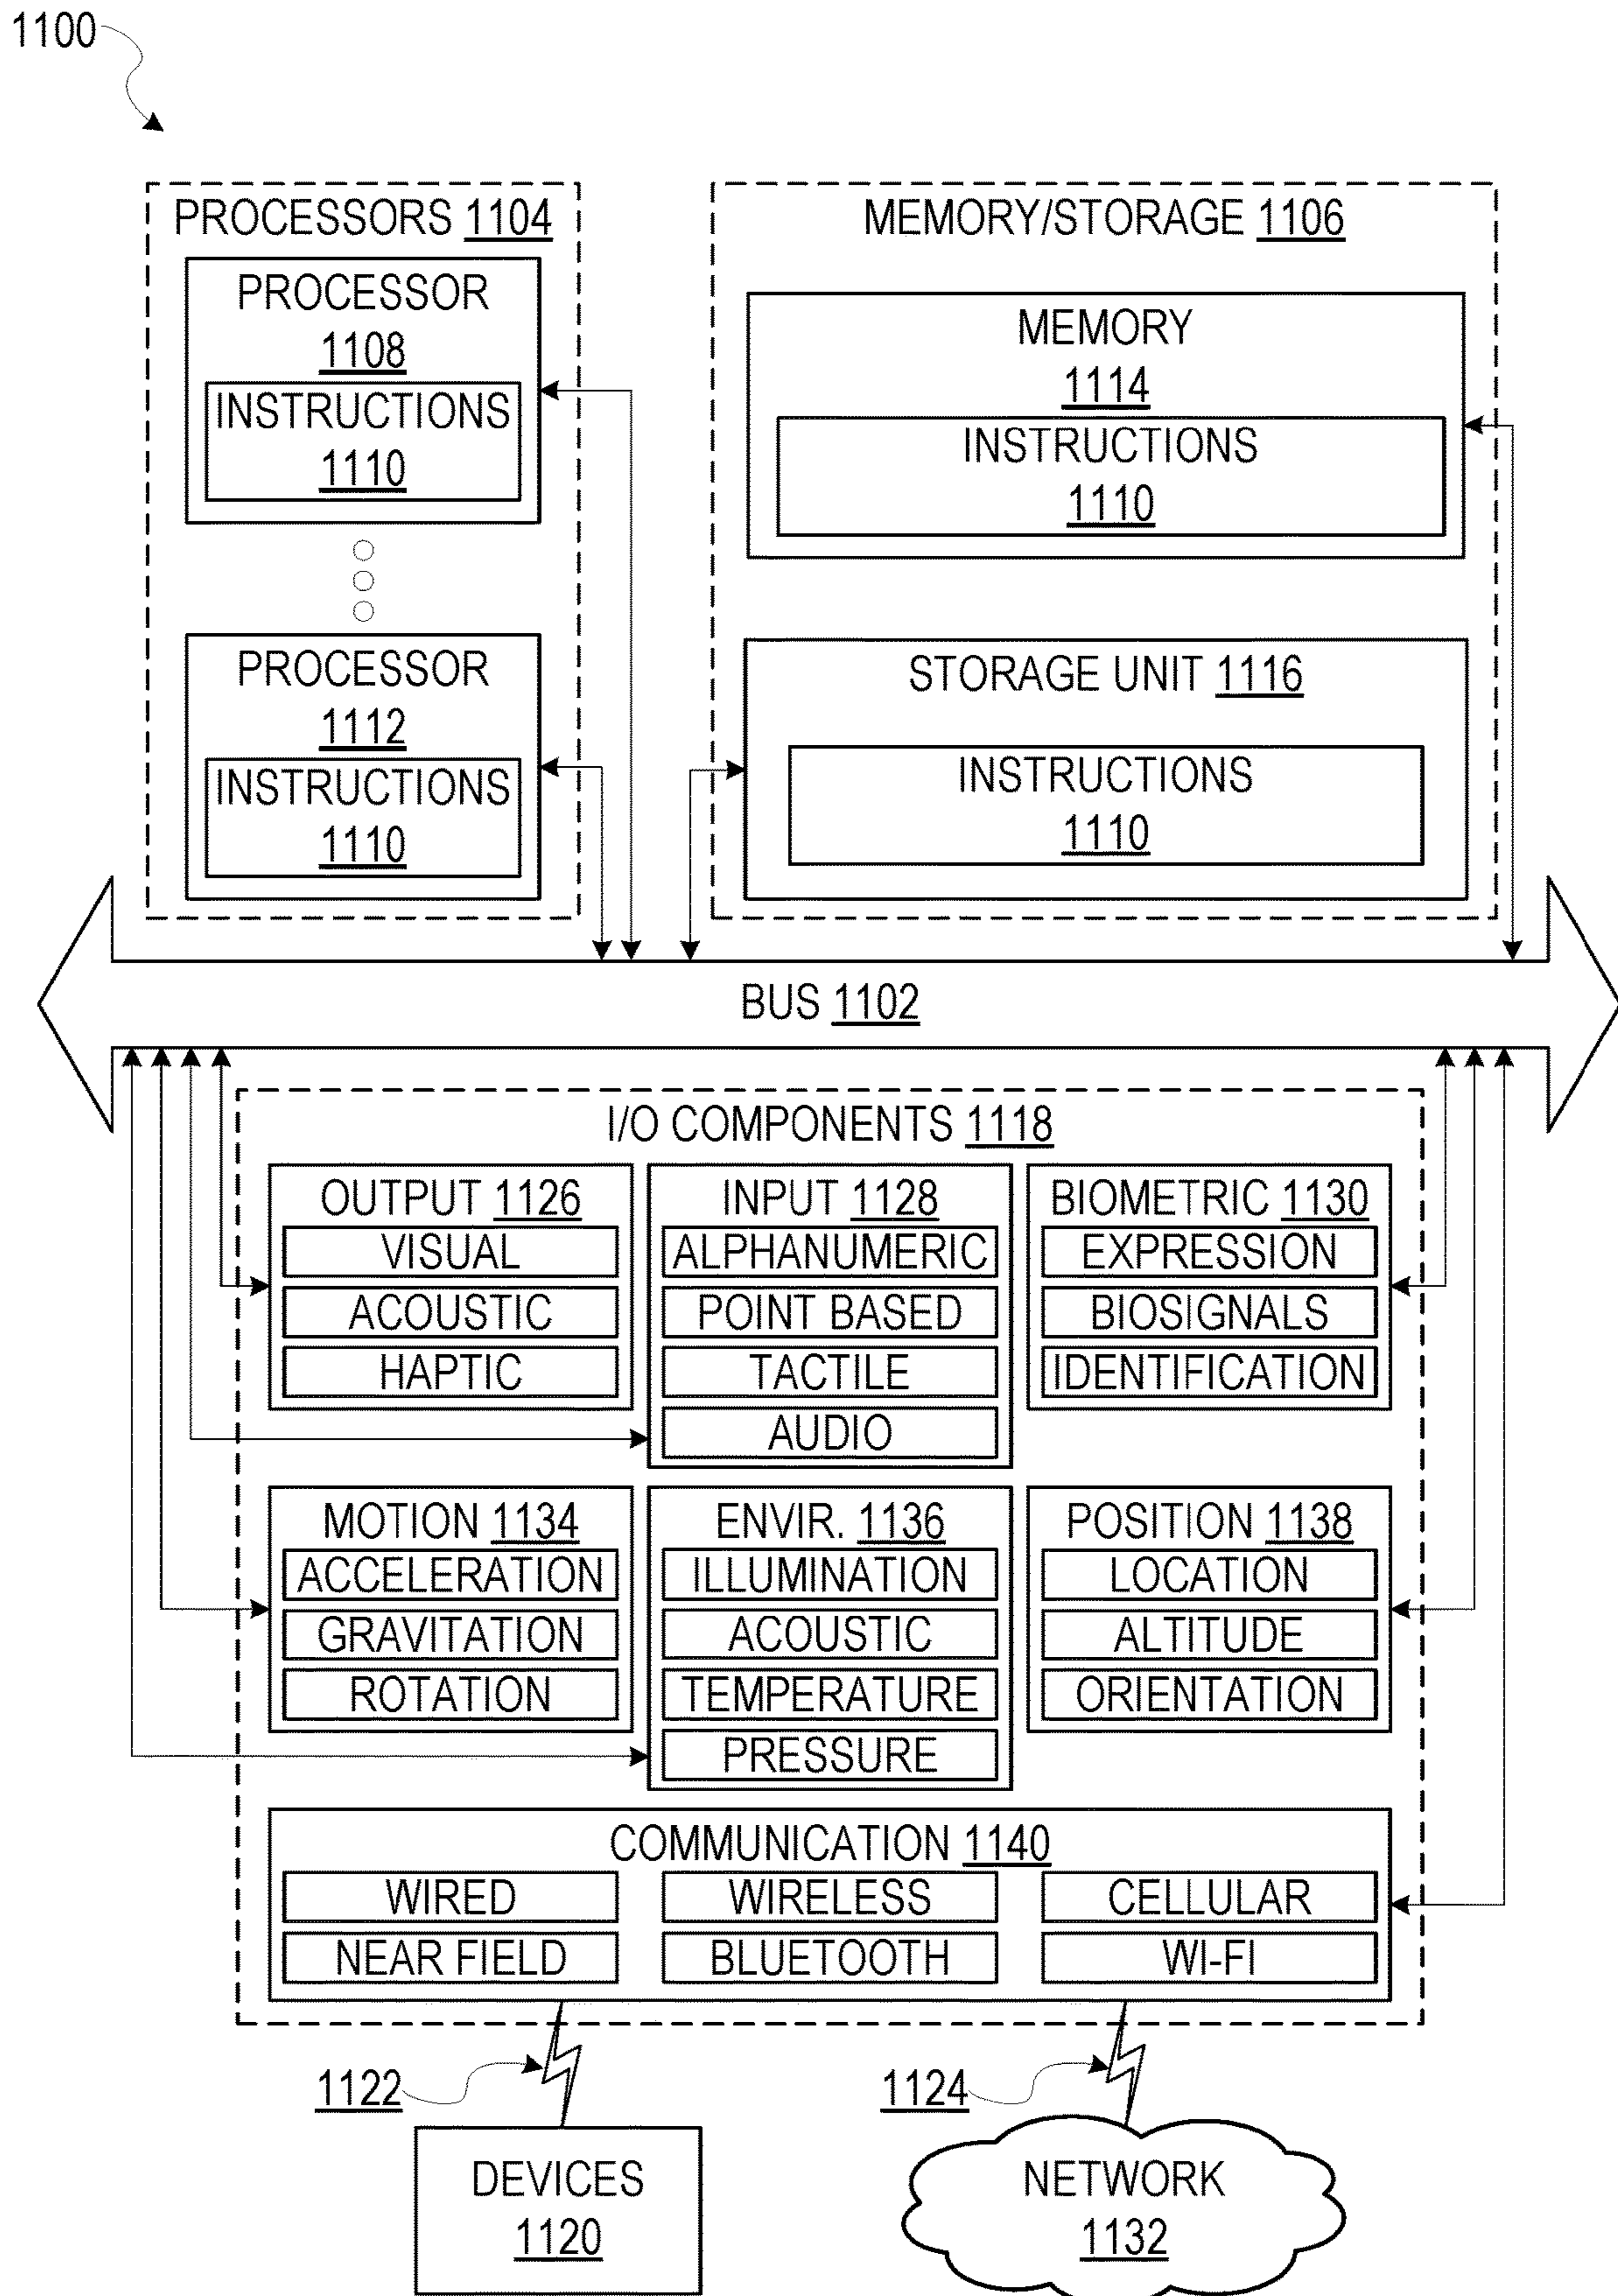 1100
PROCESSORS 1104
PROCESSOR
1108
INSTRUCTIONS
1110
PROCESSOR
1112
INSTRUCTIONS
1110
MEMORY/STORAGE 1106
MEMORY
1114
INSTRUCTIONS
1110
STORAGE UNIT 1116
INSTRUCTIONS
1110
BUS 1102
I/O COMPONENTS 1118
OUTPUT 1126
VISUAL
ACOUSTIC
HAPTIC
INPUT 1128
ALPHANUMERIC
POINT BASED
TACTILE
AUDIO
BIOMETRIC 1130
EXPRESSION
BIOSIGNALS
IDENTIFICATION
MOTION 1134
ACCELERATION
GRAVITATION
ROTATION
ENVIR. 1136
ILLUMINATION
ACOUSTIC
TEMPERATURE
PRESSURE
POSITION 1138
LOCATION
ALTITUDE
ORIENTATION
COMMUNICATION 1140
WIRED
WIRELESS
CELLULAR
NEAR FIELD
BLUETOOTH
WI-FI
1122
1124
DEVICES
1120
NETWORK
1132